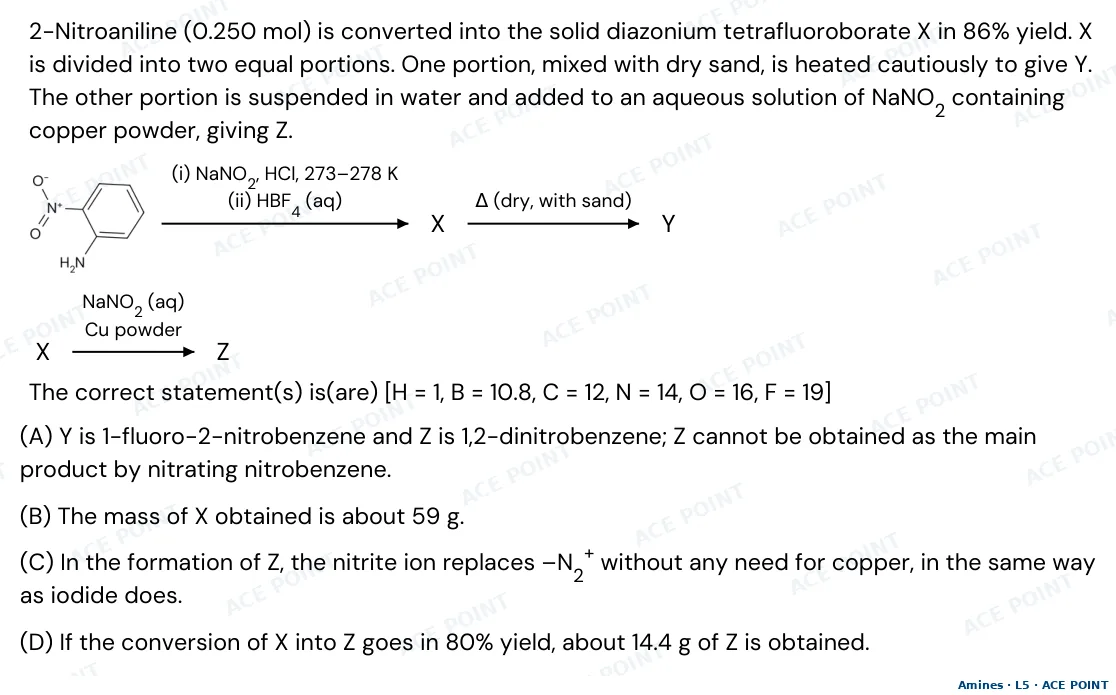 2-Nitroaniline (0.250 mol) is converted into the solid diazonium tetrafluoroborate X in 86% yield. X
is divided into two equal portions. One portion, mixed with dry sand, is heated cautiously to give Y.
The other portion is suspended in water and added to an aqueous solution of NaNO₂ containing
copper powder, giving Z.
(i) NaNO₂, HCl, 273–278 K
(ii) HBF₄ (aq)
Δ (dry, with sand)
O⁻
N⁺
O
H₂N
X
Y
NaNO₂ (aq)
Cu powder
X
Z
The correct statement(s) is(are) [H = 1, B = 10.8, C = 12, N = 14, O = 16, F = 19]
(A) Y is 1-fluoro-2-nitrobenzene and Z is 1,2-dinitrobenzene; Z cannot be obtained as the main
product by nitrating nitrobenzene.
(B) The mass of X obtained is about 59 g.
(C) In the formation of Z, the nitrite ion replaces –N₂⁺ without any need for copper, in the same way
as iodide does.
(D) If the conversion of X into Z goes in 80% yield, about 14.4 g of Z is obtained.
Amines · L5 · ACE POINT